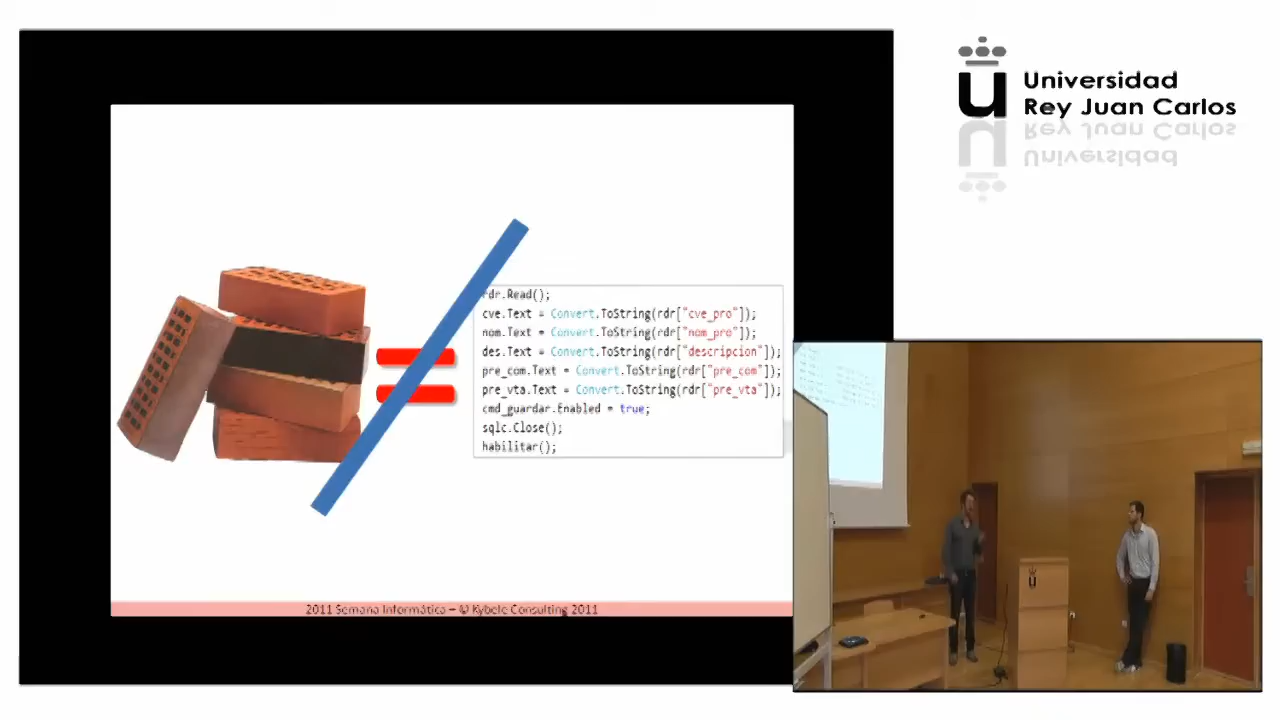 Universidad
Rey Juan Carlos
rdr.Read();
cve.Text = Convert.ToString(rdr["cve_pro"]);
nom.Text = Convert.ToString(rdr["nom_pro"]);
des.Text = Convert.ToString(rdr["descripcion"]);
pre_com.Text = Convert.ToString(rdr["pre_com"]);
pre_vta.Text = Convert.ToString(rdr["pre_vta"]);
cmd_guardar.Enabled = true;
sqlc.Close();
habilitar();
2011 Semana Informática – © Kybele Consulting 2011